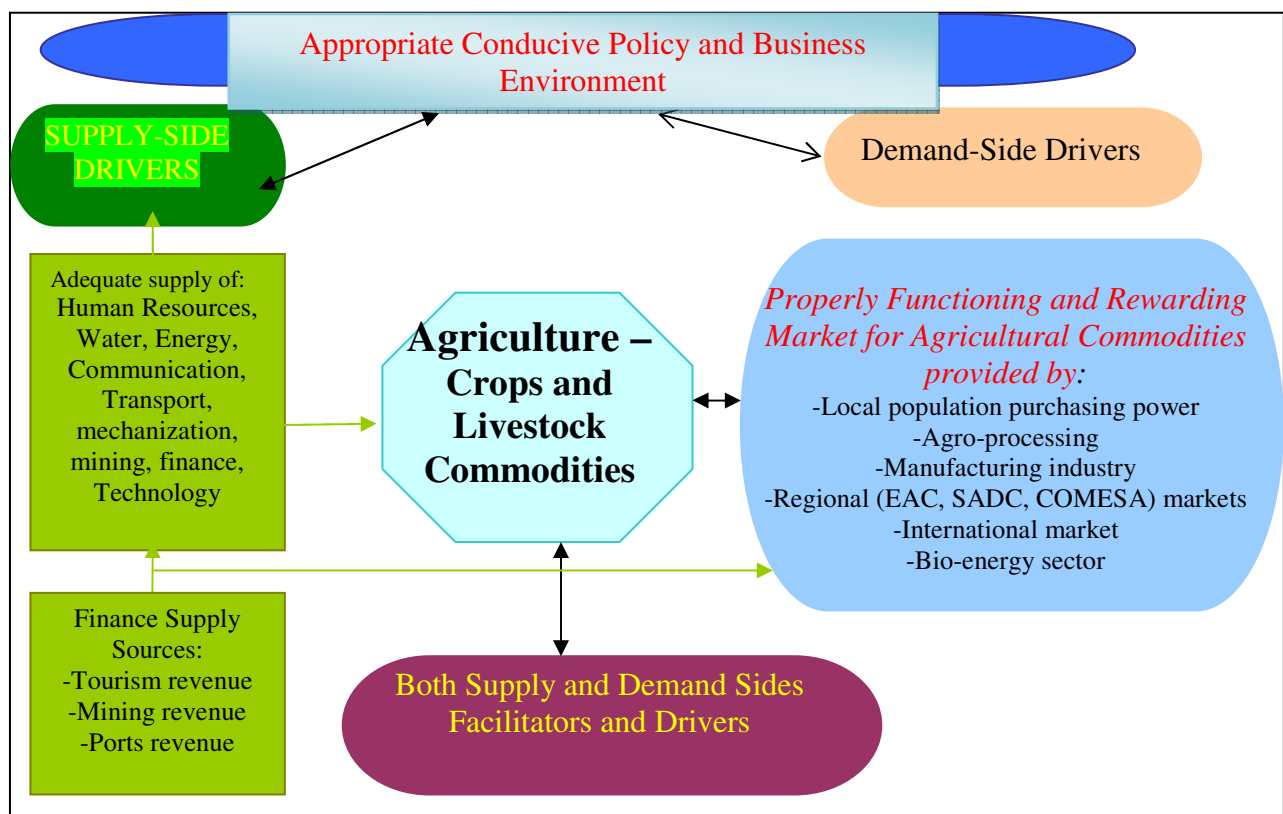 Appropriate Conducive Policy and Business
Environment
SUPPLY-SIDE
DRIVERS
Demand-Side Drivers
Adequate supply of:
Human Resources,
Water, Energy,
Communication,
Transport,
mechanization,
mining, finance,
Technology
Agriculture –
Crops and
Livestock
Commodities
Properly Functioning and Rewarding
Market for Agricultural Commodities
provided by:
-Local population purchasing power
-Agro-processing
-Manufacturing industry
-Regional (EAC, SADC, COMESA) markets
-International market
-Bio-energy sector
Finance Supply
Sources:
-Tourism revenue
-Mining revenue
-Ports revenue
Both Supply and Demand Sides
Facilitators and Drivers